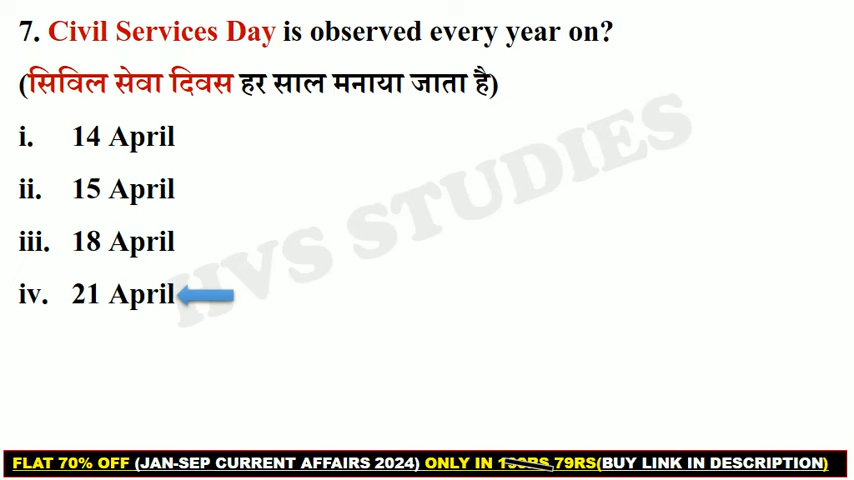 7. Civil Services Day is observed every year on?
(सिविल सेवा दिवस हर साल मनाया जाता है)
i. 14 April
ii. 15 April
iii. 18 April
iv. 21 April
HVS STUDIES
FLAT 70% OFF (JAN-SEP CURRENT AFFAIRS 2024) ONLY IN 79RS(BUY LINK IN DESCRIPTION)